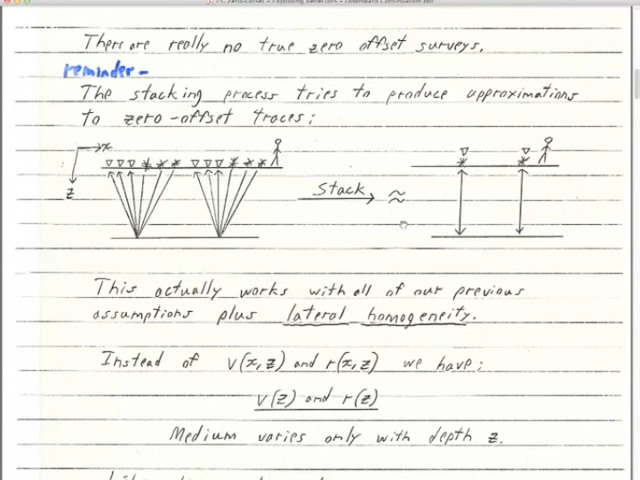 There are really no true zero offset surveys.
reminder-
The stacking process tries to produce approximations
to zero-offset traces:
x
z
Stack
≈
This actually works with all of our previous
assumptions plus lateral homogeneity.
Instead of v(x,z) and r(x,z) we have:
v(z) and r(z)
Medium varies only with depth z.